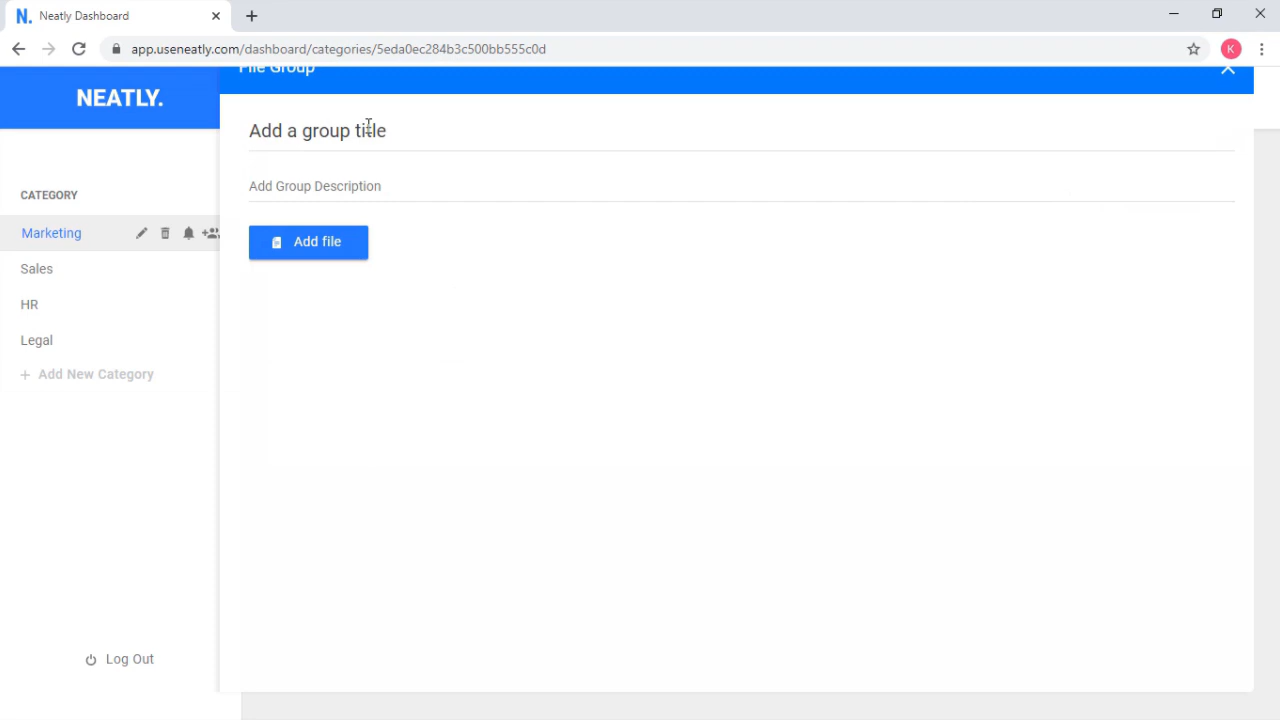 N. Neatly Dashboard
app.useneatly.com/dashboard/categories/5eda0ec284b3c500bb555c0d
K
NEATLY.
File Group
Add a group title
Add Group Description
Add file
CATEGORY
Marketing
Sales
HR
Legal
+ Add New Category
Log Out